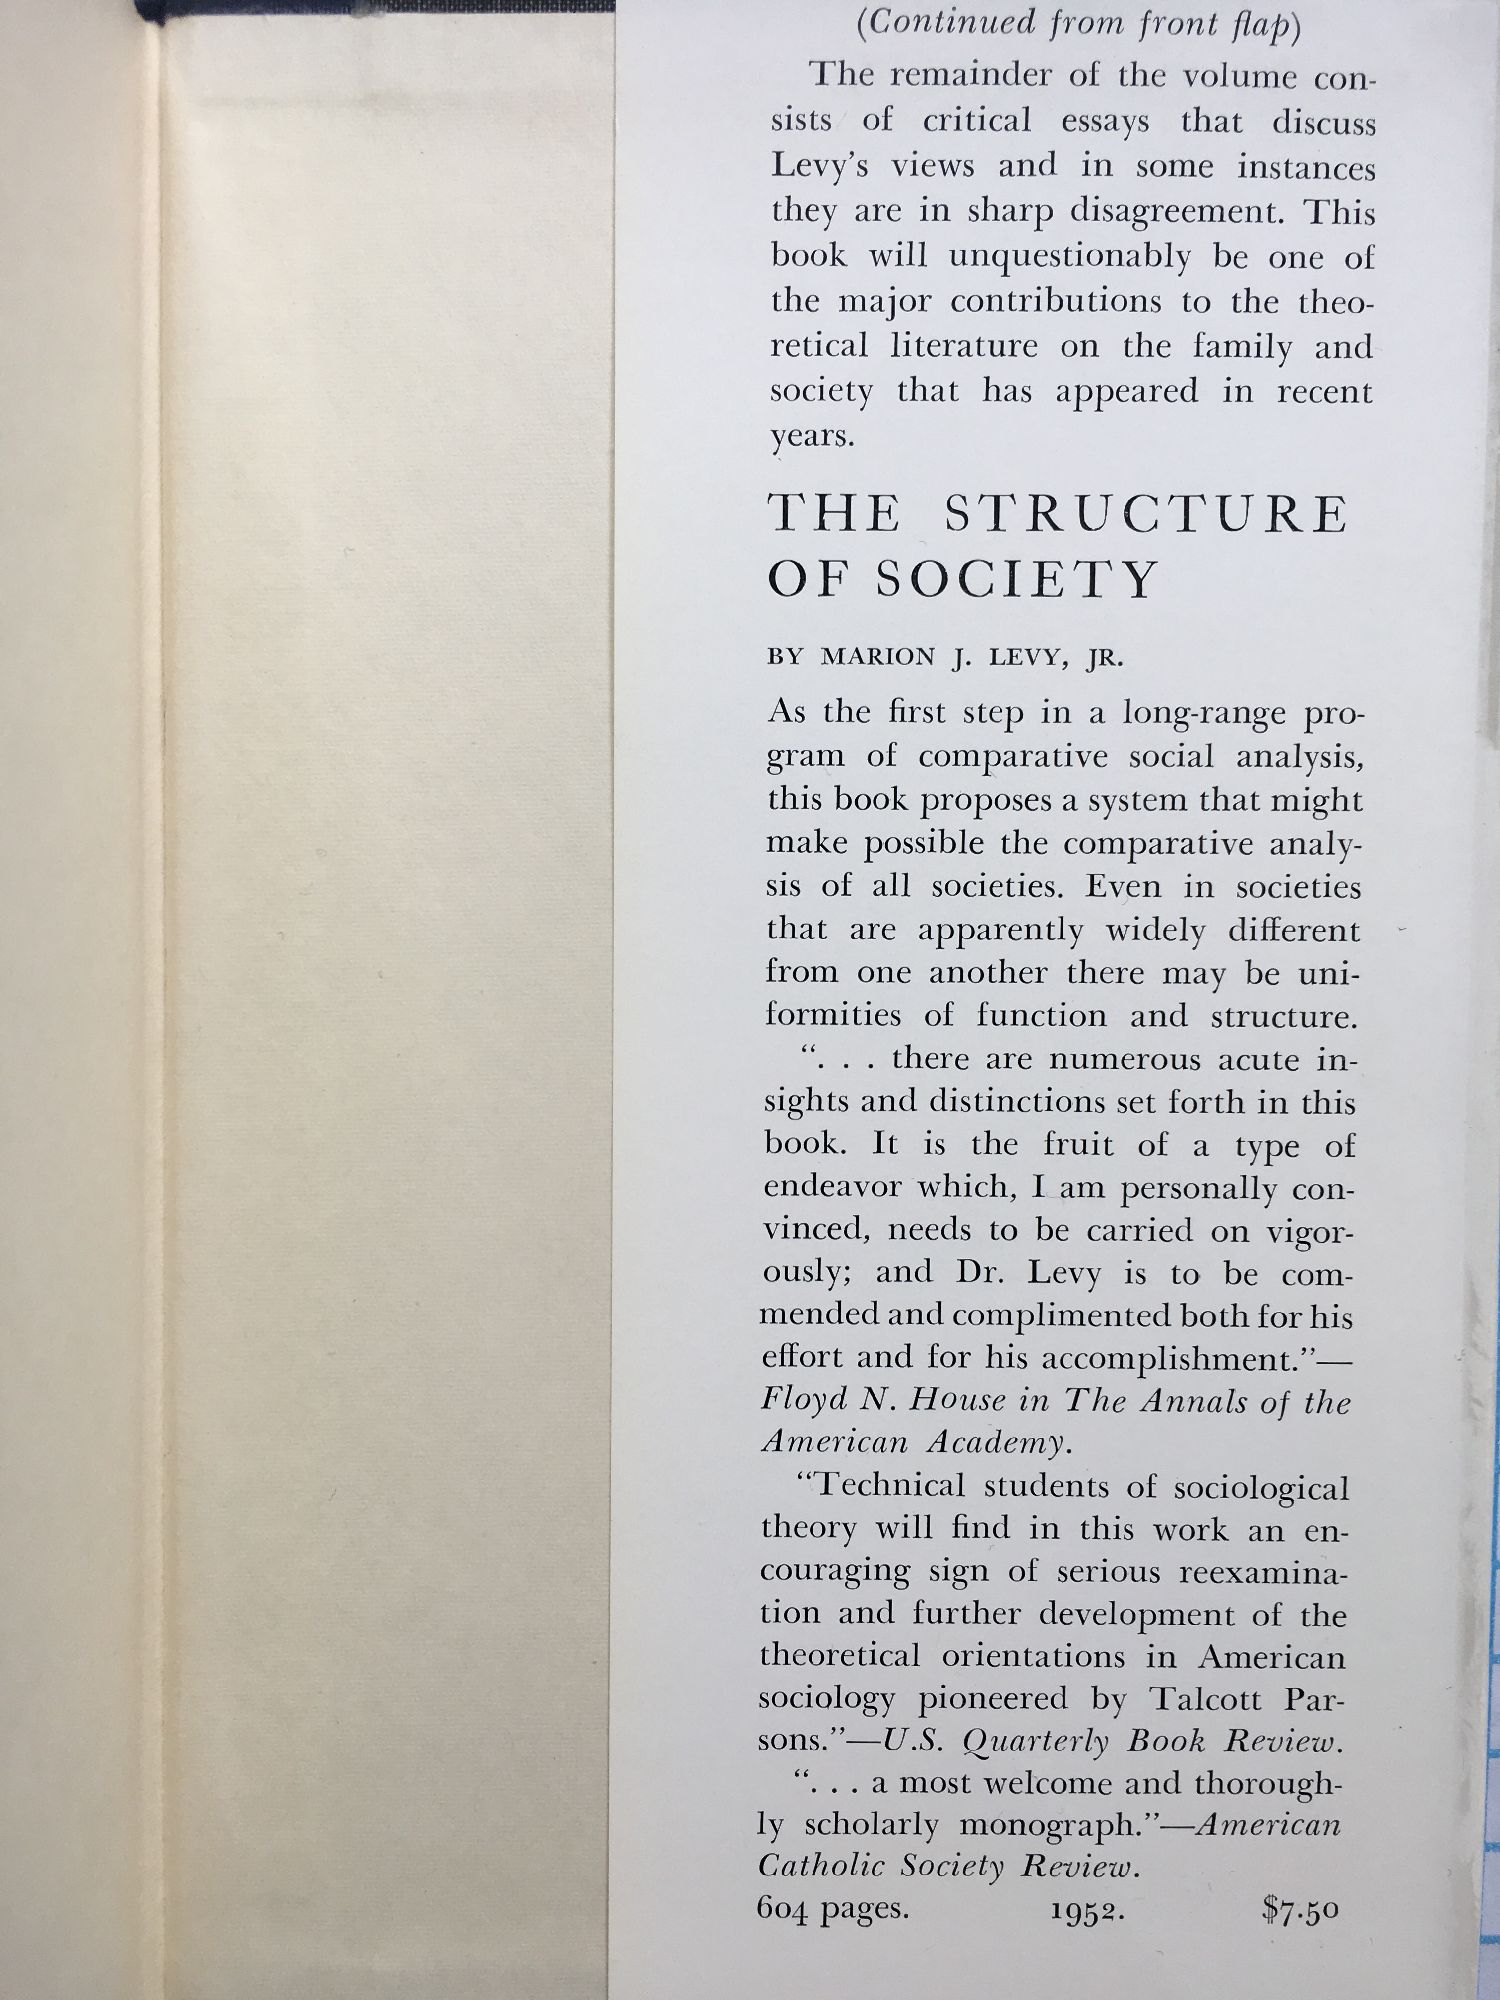 (Continued from front flap)
The remainder of the volume con-
sists of critical essays that discuss
Levy's views and in some instances
they are in sharp disagreement. This
book will unquestionably be one of
the major contributions to the theo-
retical literature on the family and
society that has appeared in recent
years.
THE STRUCTURE
OF SOCIETY
BY MARION J. LEVY, JR.
As the first step in a long-range pro-
gram of comparative social analysis,
this book proposes a system that might
make possible the comparative analy-
sis of all societies. Even in societies
that are apparently widely different
from one another there may be uni-
formities of function and structure.
“. . . there are numerous acute in-
sights and distinctions set forth in this
book. It is the fruit of a type of
endeavor which, I am personally con-
vinced, needs to be carried on vigor-
ously; and Dr. Levy is to be com-
mended and complimented both for his
effort and for his accomplishment.”—
Floyd N. House in The Annals of the
American Academy.
“Technical students of sociological
theory will find in this work an en-
couraging sign of serious reexamina-
tion and further development of the
theoretical orientations in American
sociology pioneered by Talcott Par-
sons.”—U.S. Quarterly Book Review.
“. . . a most welcome and thorough-
ly scholarly monograph.”—American
Catholic Society Review.
604 pages. 1952. $7.50